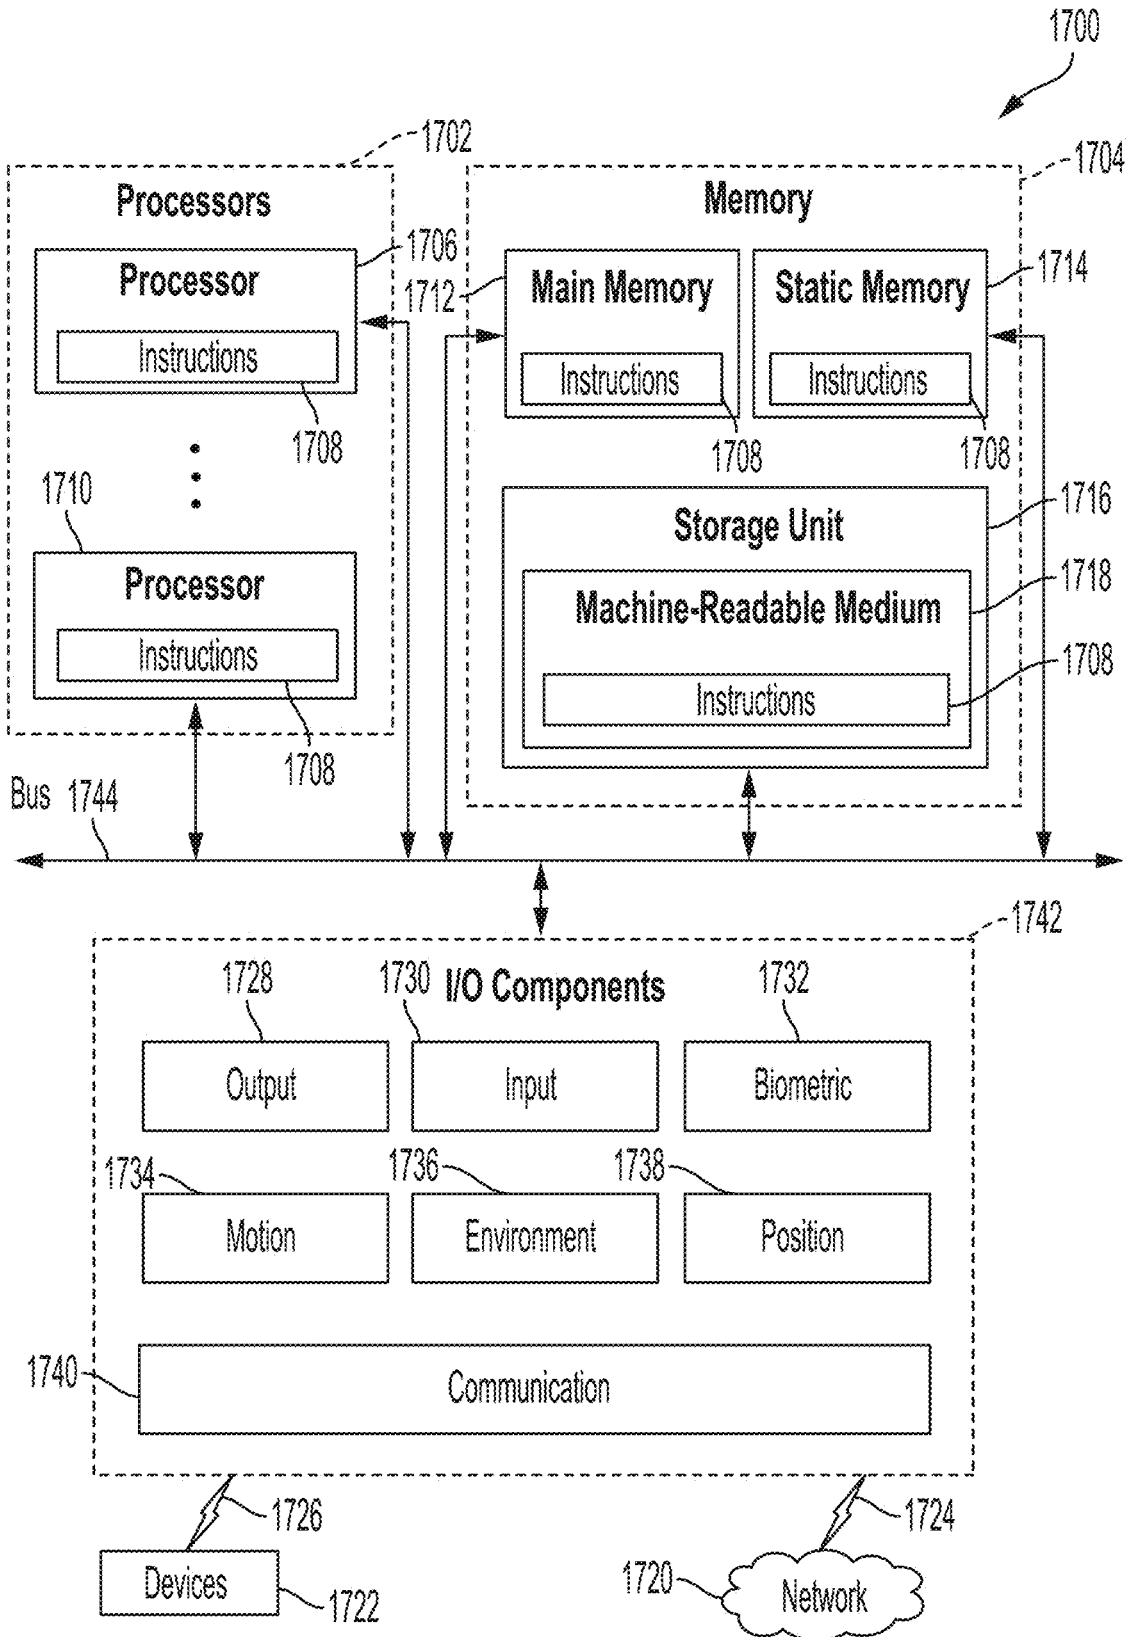 1700
1702
1704
Processors
Memory
1706
Processor
Instructions
1708
1712
Main Memory
Instructions
1708
Static Memory
1714
Instructions
1708
1710
Processor
Instructions
1708
Storage Unit
1716
Machine-Readable Medium
1718
Instructions
1708
Bus 1744
1742
I/O Components
1728
1730
1732
Output
Input
Biometric
1734
1736
1738
Motion
Environment
Position
1740
Communication
1726
1724
Devices
1722
1720
Network